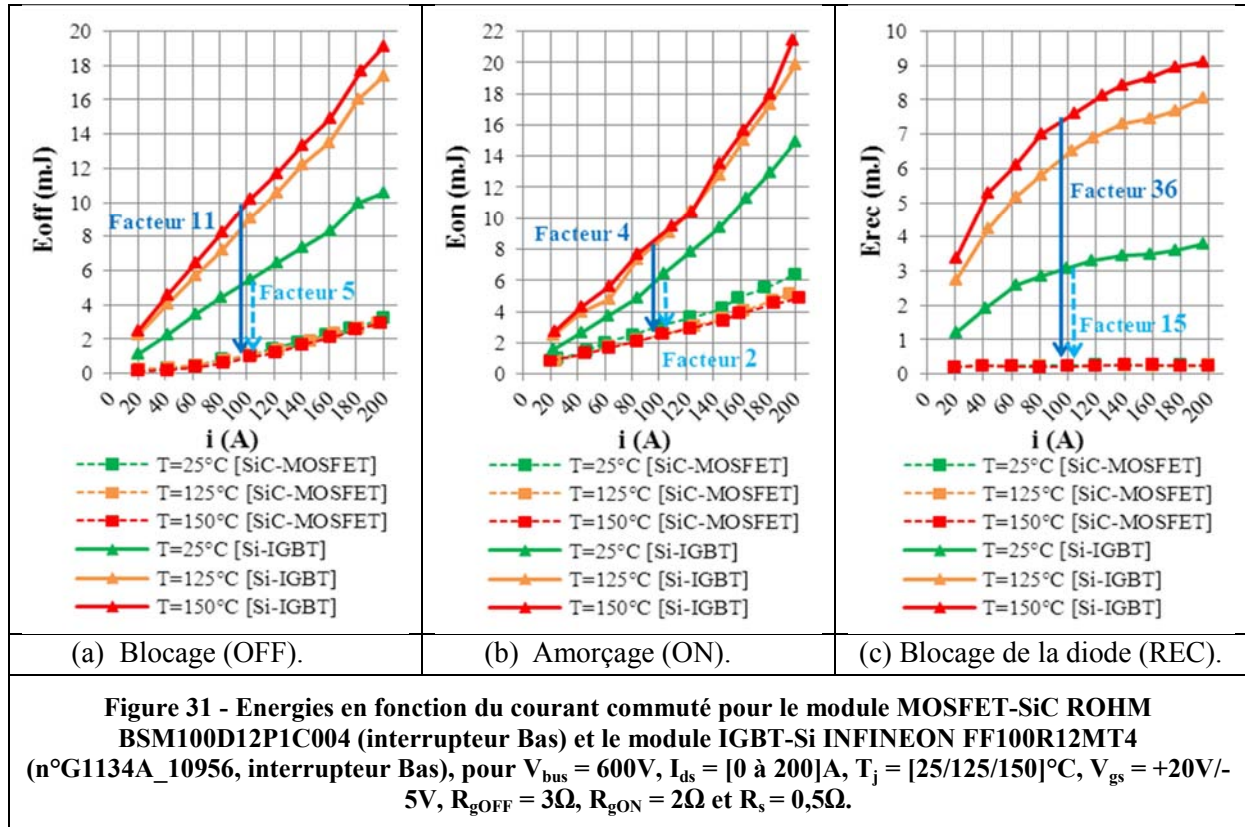 20
18
16
14
12
10
8
6
4
2
0
Eoff (mJ)
Facteur 11
Facteur 5
20
40
60
80
100
120
140
160
180
200
i (A)
T=25°C [SiC-MOSFET]
T=125°C [SiC-MOSFET]
T=150°C [SiC-MOSFET]
T=25°C [Si-IGBT]
T=125°C [Si-IGBT]
T=150°C [Si-IGBT]
(a) Blocage (OFF).
22
20
18
16
14
12
10
8
6
4
2
0
Eon (mJ)
Facteur 4
Facteur 2
0
20
40
60
80
100
120
140
160
180
200
i (A)
T=25°C [SiC-MOSFET]
T=125°C [SiC-MOSFET]
T=150°C [SiC-MOSFET]
T=25°C [Si-IGBT]
T=125°C [Si-IGBT]
T=150°C [Si-IGBT]
(b) Amorçage (ON).
10
9
8
7
6
5
4
3
2
1
0
Erec (mJ)
Facteur 36
Facteur 15
0
20
40
60
80
100
120
140
160
180
200
i (A)
T=25°C [SiC-MOSFET]
T=125°C [SiC-MOSFET]
T=150°C [SiC-MOSFET]
T=25°C [Si-IGBT]
T=125°C [Si-IGBT]
T=150°C [Si-IGBT]
(c) Blocage de la diode (REC).
Figure 31 - Energies en fonction du courant commuté pour le module MOSFET-SiC ROHM
BSM100D12P1C004 (interrupteur Bas) et le module IGBT-Si INFINEON FF100R12MT4
(n°G1134A_10956, interrupteur Bas), pour Vbus = 600V, Ids = [0 à 200]A, Tj = [25/125/150]°C, Vgs = +20V/-
5V, RgOFF = 3Ω, RgON = 2Ω et Rs = 0,5Ω.